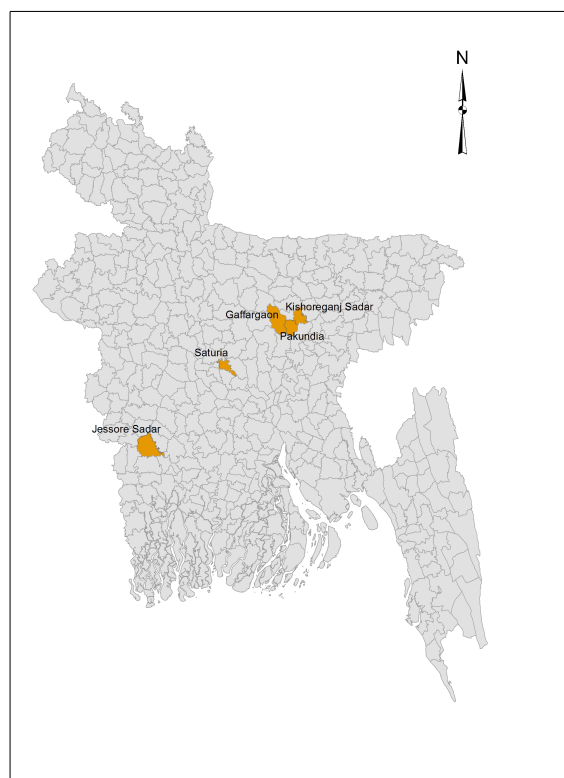 N
Kishoreganj Sadar
Gaffargaon
Pakundia
Saturia
Jessore Sadar